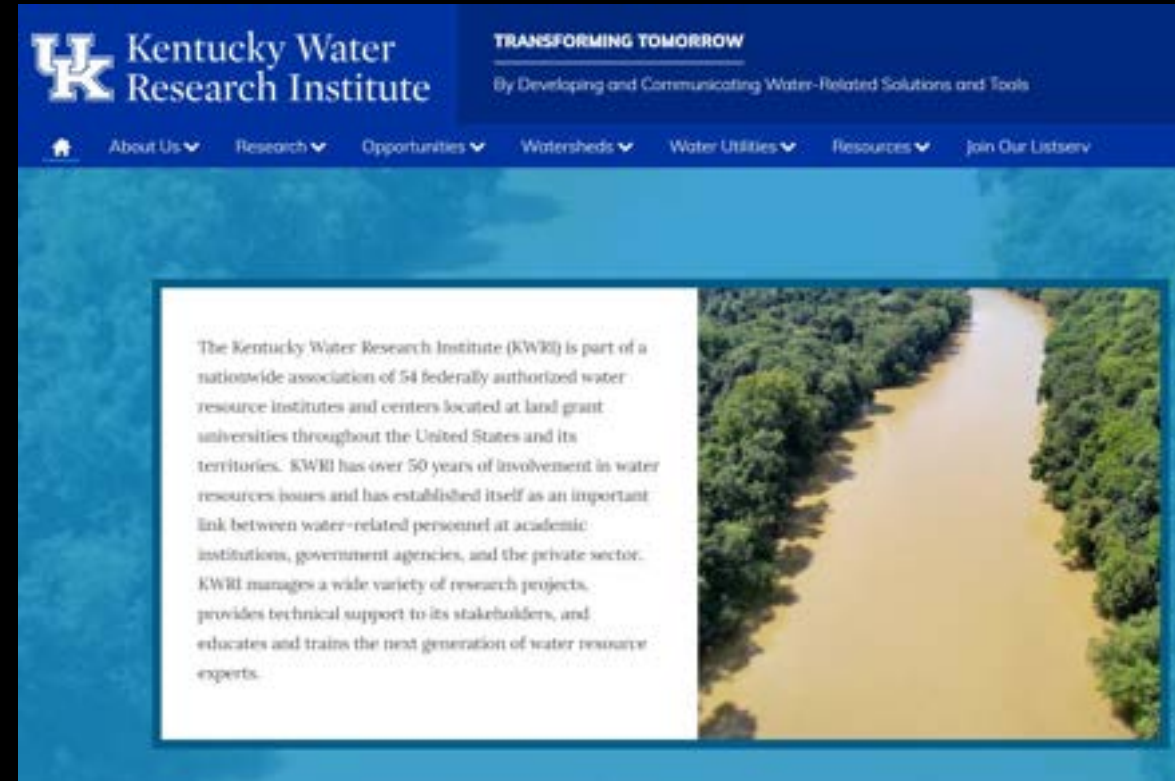 UK Kentucky Water
Research Institute
TRANSFORMING TOMORROW
By Developing and Communicating Water-Related Solutions and Tools
About Us Research Opportunities Watersheds Water Utilities Resources Join Our Listserv
The Kentucky Water Research Institute (KWRI) is part of a
nationwide association of 54 federally authorized water
resource institutes and centers located at land grant
universities throughout the United States and its
territories. KWRI has over 50 years of involvement in water
resources issues and has established itself as an important
link between water-related personnel at academic
institutions, government agencies, and the private sector.
KWRI manages a wide variety of research projects,
provides technical support to its stakeholders, and
educates and trains the next generation of water resource
experts.